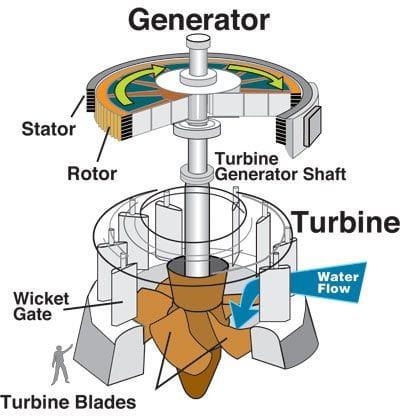 Generator
Stator
Rotor
Turbine
Generator Shaft
Turbine
Water
Flow
Wicket
Gate
Turbine Blades